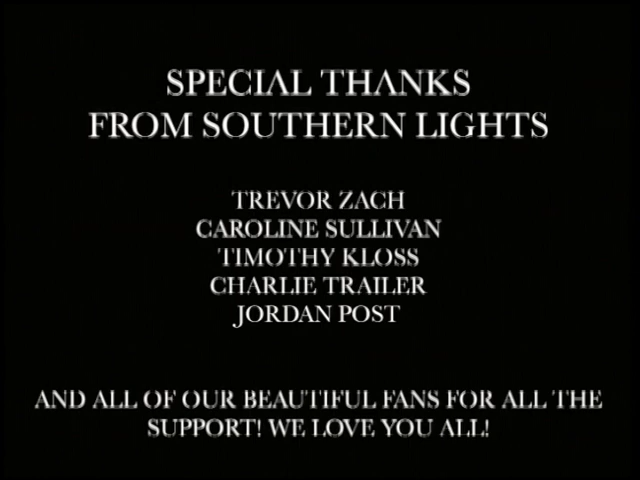 SPECIAL THANKS
FROM SOUTHERN LIGHTS
TREVOR ZACH
CAROLINE SULLIVAN
TIMOTHY KLOSS
CHARLIE TRAILER
JORDAN POST
AND ALL OF OUR BEAUTIFUL FANS FOR ALL THE
SUPPORT! WE LOVE YOU ALL!